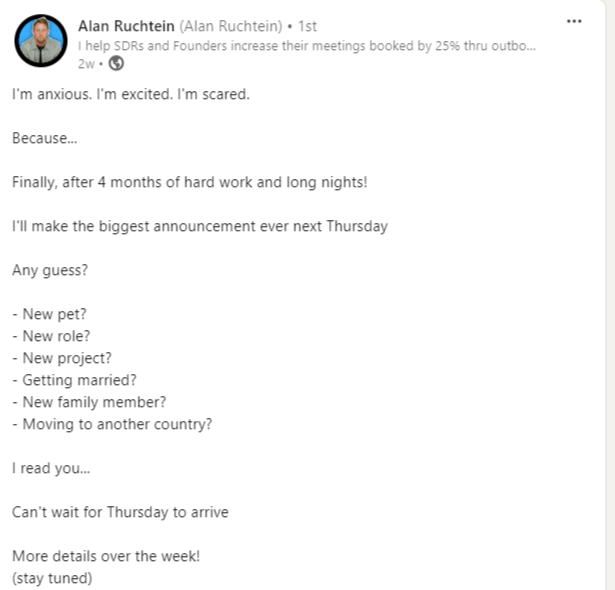 Alan Ruchtein (Alan Ruchtein) • 1st
I help SDRs and Founders increase their meetings booked by 25% thru outbo...
2w •
I'm anxious. I'm excited. I'm scared.
Because...
Finally, after 4 months of hard work and long nights!
I'll make the biggest announcement ever next Thursday
Any guess?
- New pet?
- New role?
- New project?
- Getting married?
- New family member?
- Moving to another country?
I read you...
Can't wait for Thursday to arrive
More details over the week!
(stay tuned)